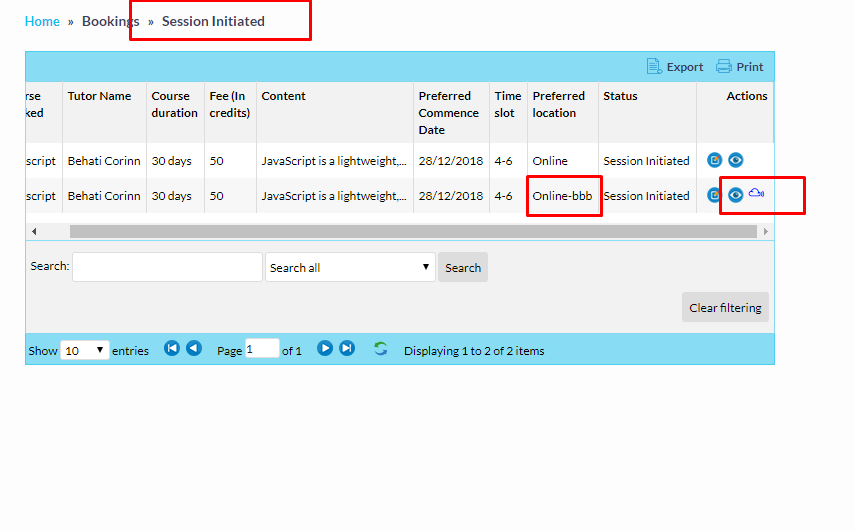 Home » Bookings » Session Initiated
Export Print
rse Tutor Name Course Fee (In Content Preferred Time Preferred Status Actions
ked duration credits) Commence slot location
Date
script Behati Corinn 30 days 50 JavaScript is a lightweight,... 28/12/2018 4-6 Online Session Initiated
script Behati Corinn 30 days 50 JavaScript is a lightweight,... 28/12/2018 4-6 Online-bbb Session Initiated
Search: Search all Search
Clear filtering
Show 10 entries Page 1 of 1 Displaying 1 to 2 of 2 items